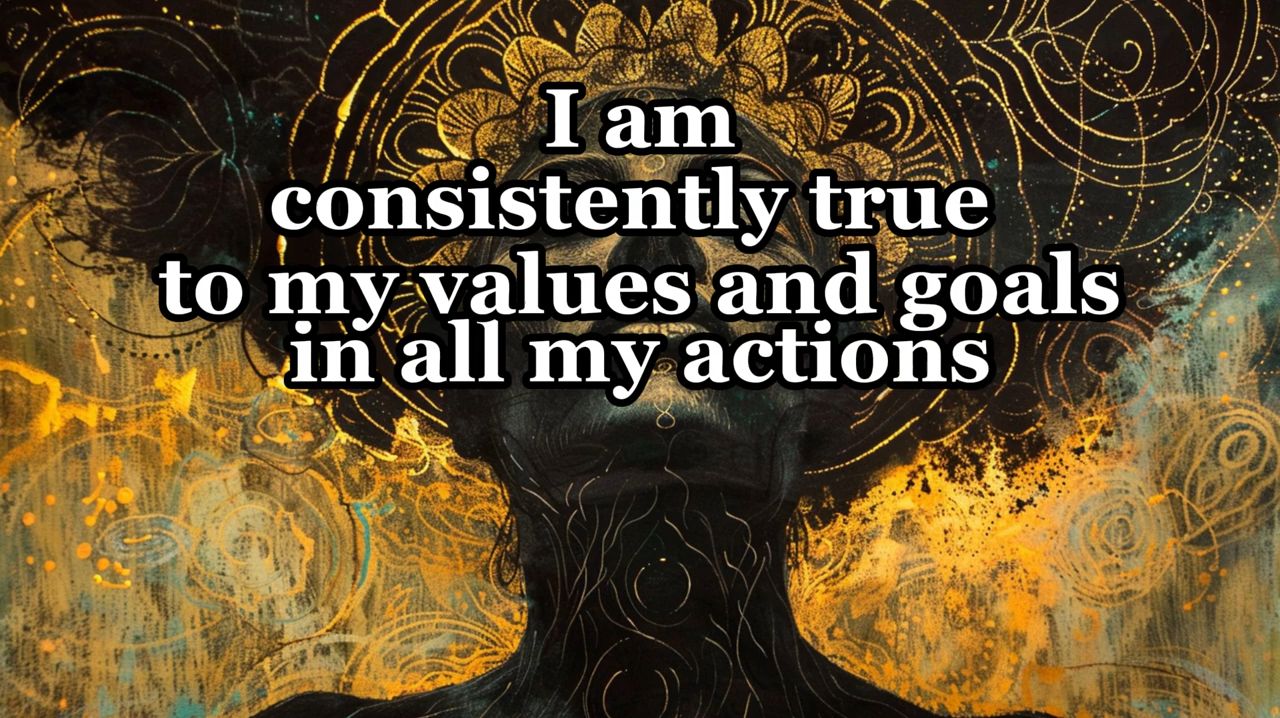 I am
consistently true
to my values and goals
in all my actions